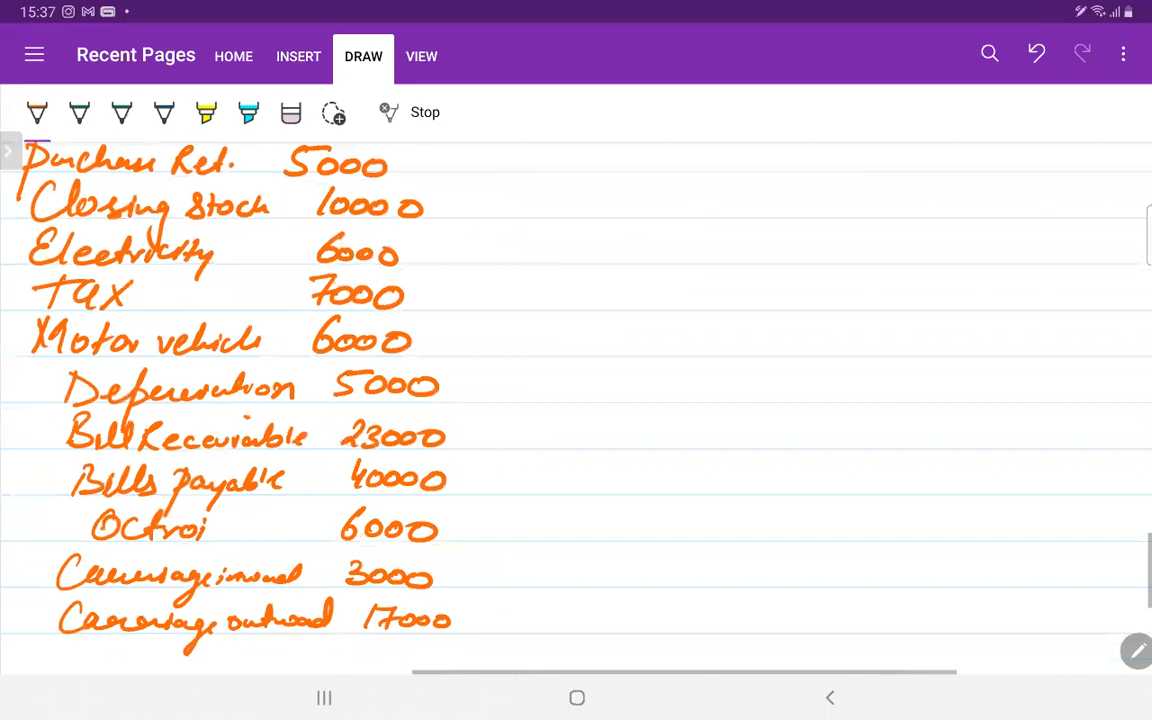 15:37
Recent Pages HOME INSERT DRAW VIEW
Stop
Purchase Ret. 5000
Closing Stock 10000
Electricity 6000
Tax 7000
Motor vehicle 6000
Depreciation 5000
Bill Receivable 23000
Bills payable 40000
Octroi 6000
Carriage inward 3000
Carriage outward 17000